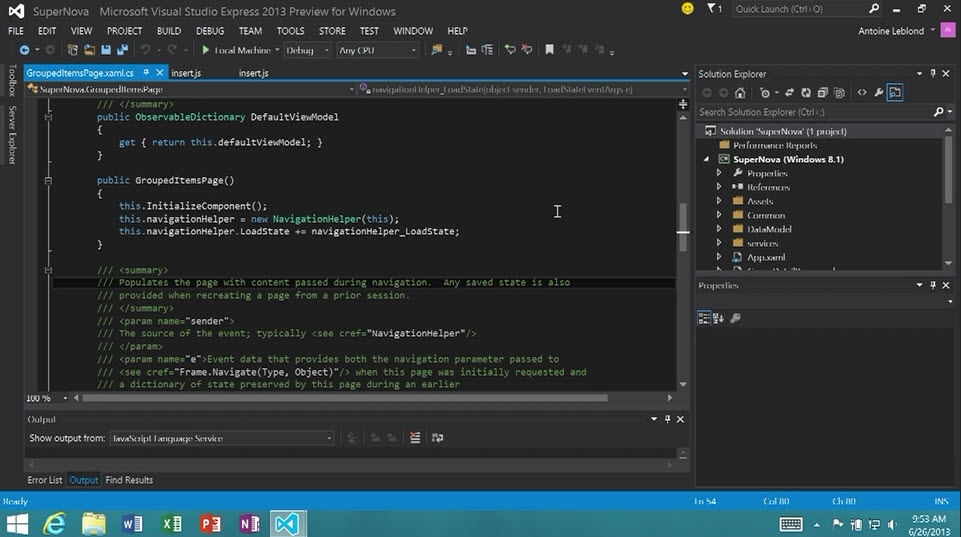 SuperNova - Microsoft Visual Studio Express 2013 Preview for Windows
1
Quick Launch (Ctrl+Q)
FILE EDIT VIEW PROJECT BUILD DEBUG TEAM TOOLS STORE TEST WINDOW HELP
Antoine Leblond
AL
Local Machine Debug Any CPU
Toolbox
Server Explorer
GroupedItemsPage.xaml.cs insert.js insert.js
SuperNova.GroupedItemsPage navigationHelper_LoadState(object sender, LoadStateEventArgs e)
/// </summary>
public ObservableDictionary DefaultViewModel
{
get { return this.defaultViewModel; }
}
public GroupedItemsPage()
{
this.InitializeComponent();
this.navigationHelper = new NavigationHelper(this);
this.navigationHelper.LoadState += navigationHelper_LoadState;
}
/// <summary>
/// Populates the page with content passed during navigation.  Any saved state is also
/// provided when recreating a page from a prior session.
/// </summary>
/// <param name="sender">
/// The source of the event; typically <see cref="NavigationHelper"/>
/// </param>
/// <param name="e">Event data that provides both the navigation parameter passed to
/// <see cref="Frame.Navigate(Type, Object)"/> when this page was initially requested and
/// a dictionary of state preserved by this page during an earlier
100 %
Output
Show output from: JavaScript Language Service
Error List Output Find Results
Solution Explorer
Search Solution Explorer (Ctrl+;)
Solution 'SuperNova' (1 project)
Performance Reports
SuperNova (Windows 8.1)
Properties
References
Assets
Common
DataModel
services
App.xaml
Properties
Ready Ln 54 Col 80 Ch 80 INS
9:53 AM
6/26/2013